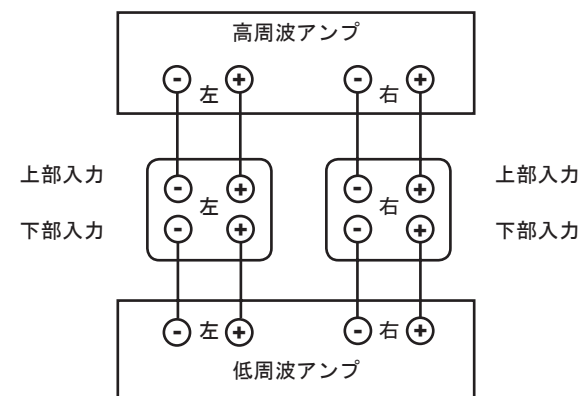 高周波アンプ
- 左 + - 右 +
上部入力 - 左 + - 右 + 上部入力
下部入力 - + - + 下部入力
- 左 + - 右 +
低周波アンプ